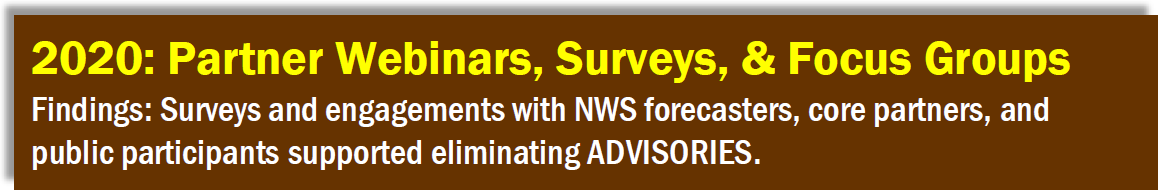 2020: Partner Webinars, Surveys, & Focus Groups
Findings: Surveys and engagements with NWS forecasters, core partners, and
public participants supported eliminating ADVISORIES.